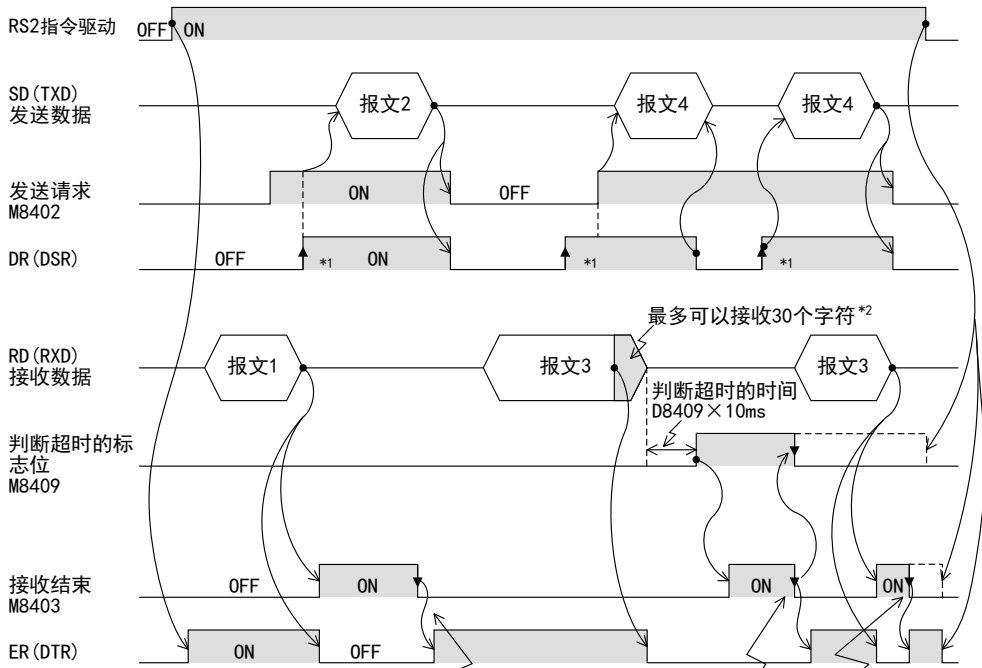 RS2指令驱动
OFF
ON
SD(TXD)
发送数据
报文2
报文4
报文4
发送请求
M8402
ON
OFF
DR(DSR)
OFF
*1
ON
*1
*1
最多可以接收30个字符*2
RD(RXD)
接收数据
报文1
报文3
报文3
判断超时的时间
D8409×10ms
判断超时的标
志位
M8409
接收结束
M8403
OFF
ON
ON
ON
ER(DTR)
ON
OFF